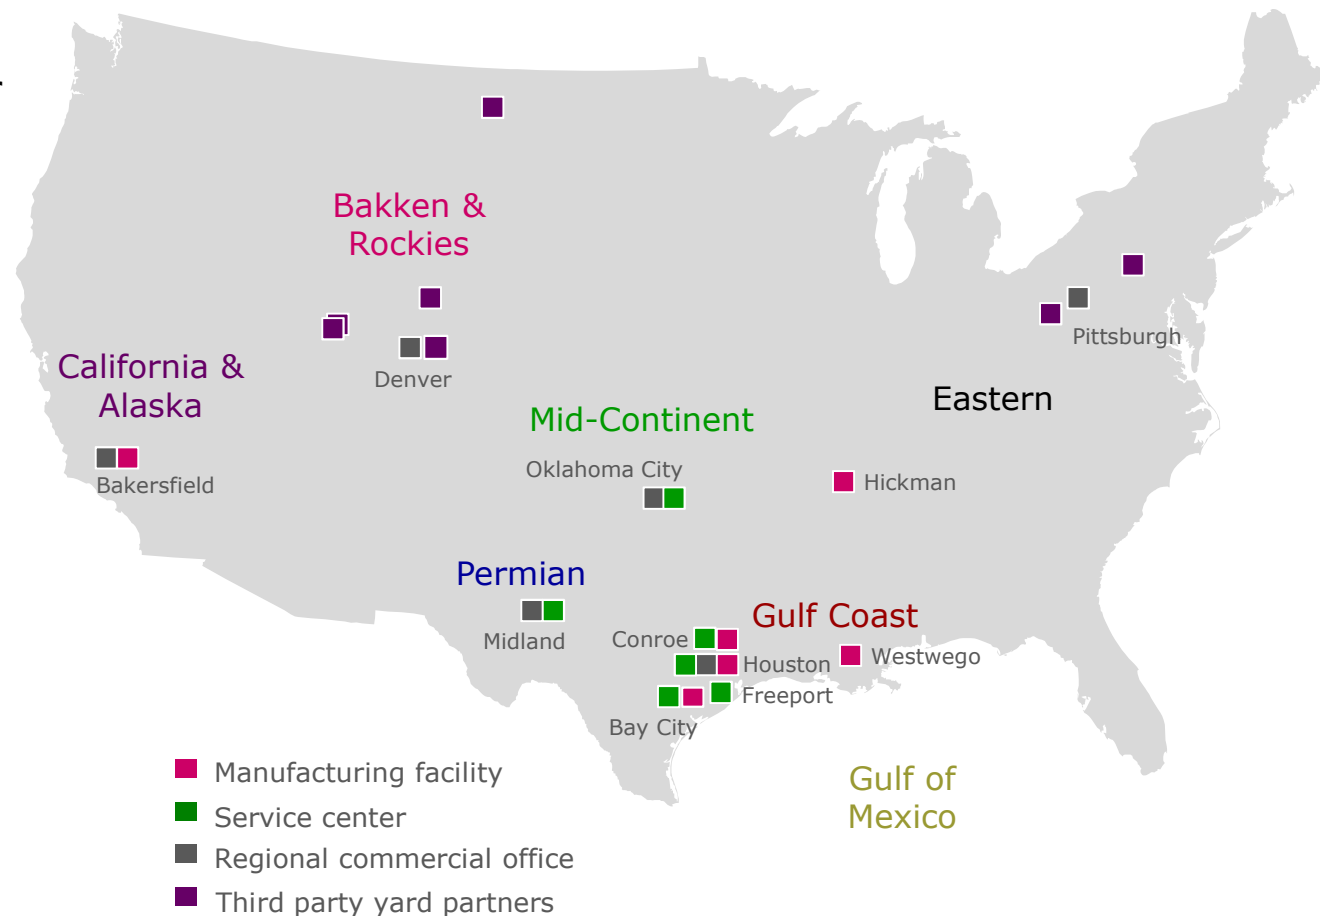 Bakken &
Rockies
California &
Alaska
Denver
Pittsburgh
Eastern
Mid-Continent
Oklahoma City
Bakersfield
Hickman
Permian
Midland
Gulf Coast
Conroe
Houston
Westwego
Freeport
Bay City
Gulf of
Mexico
Manufacturing facility
Service center
Regional commercial office
Third party yard partners